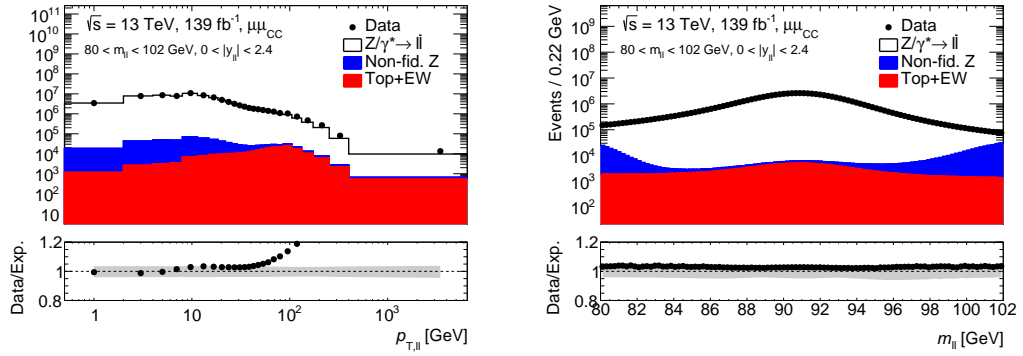 √s = 13 TeV, 139 fb⁻¹, μμ_CC
80 < m_ll < 102 GeV, 0 < |y_ll| < 2.4
Data
Z/γ*→ ll
Non-fid. Z
Top+EW
10¹¹
10¹⁰
10⁹
10⁸
10⁷
10⁶
10⁵
10⁴
10³
10²
10
Data/Exp.
1.2
1
0.8
1
10
10²
10³
p_T,ll [GeV]
Events / 0.22 GeV
√s = 13 TeV, 139 fb⁻¹, μμ_CC
80 < m_ll < 102 GeV, 0 < |y_ll| < 2.4
Data
Z/γ*→ ll
Non-fid. Z
Top+EW
10⁹
10⁸
10⁷
10⁶
10⁵
10⁴
10³
10²
Data/Exp.
1.2
1
0.8
80 82 84 86 88 90 92 94 96 98 100 102
m_ll [GeV]